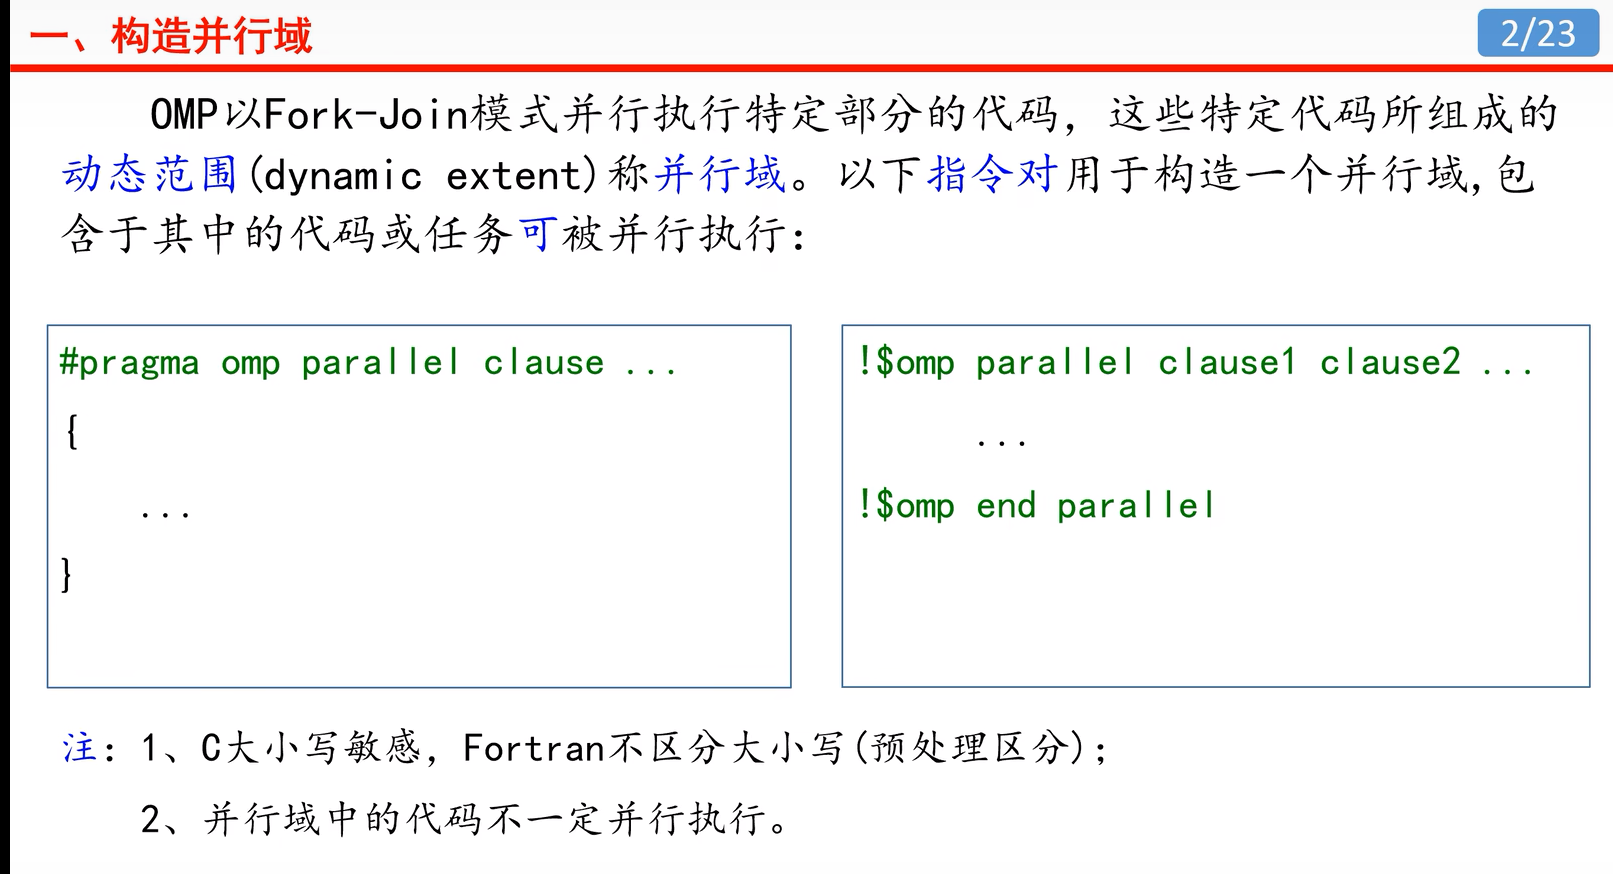 一、构造并行域
2/23
OMP以Fork-Join模式并行执行特定部分的代码，这些特定代码所组成的
动态范围(dynamic extent)称并行域。以下指令对用于构造一个并行域,包
含于其中的代码或任务可被并行执行：
#pragma omp parallel clause ...
{
...
}
!$omp parallel clause1 clause2 ...
...
!$omp end parallel
注：1、C大小写敏感，Fortran不区分大小写(预处理区分)；
2、并行域中的代码不一定并行执行。